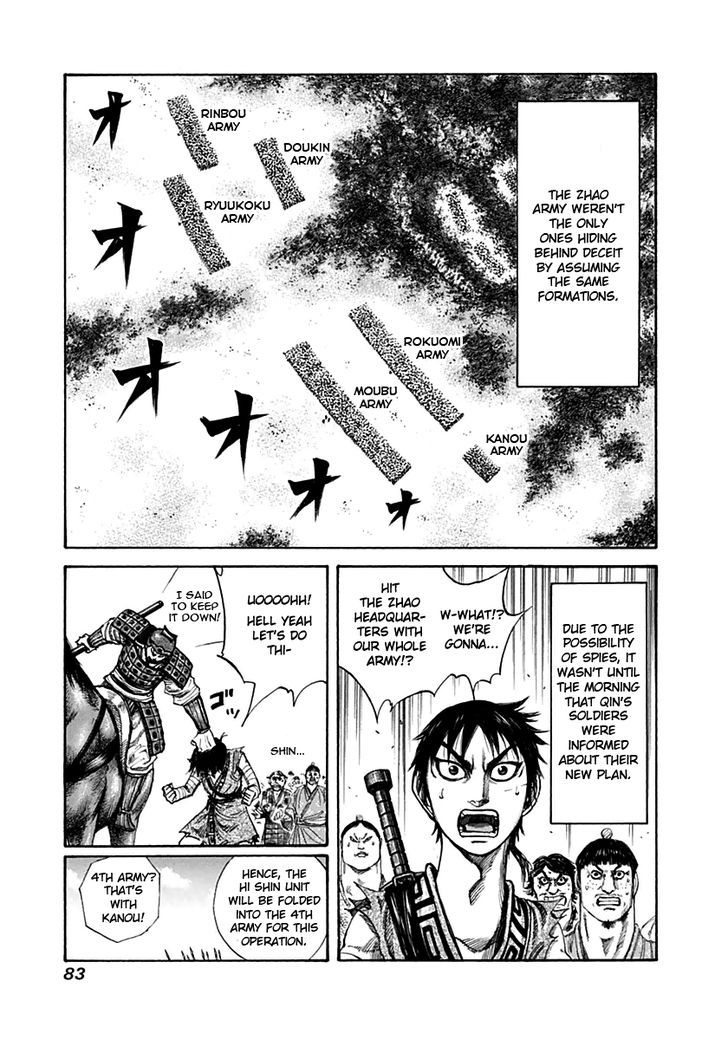 THE ZHAO
ARMY WEREN'T
THE ONLY
ONES HIDING
BEHIND DECEIT
BY ASSUMING
THE SAME
FORMATIONS.
RINBOU
ARMY
DOUKIN
ARMY
RYUUKOKU
ARMY
ROKUOMI
ARMY
MOUBU
ARMY
KANOU
ARMY
オ
オ
オ
オ
オ
オ
DUE TO THE
POSSIBILITY
OF SPIES, IT
WASN'T UNTIL
THE MORNING
THAT QIN'S
SOLDIERS
WERE
INFORMED
ABOUT THEIR
NEW PLAN.
W-WHAT!?
WE'RE
GONNA...
HIT
THE ZHAO
HEADQUAR-
TERS WITH
OUR WHOLE
ARMY!?
UOOOOHH!
HELL YEAH
LET'S DO
THI-
I SAID
TO KEEP
IT DOWN!
ゴッ
SHIN...
HENCE, THE
HI SHIN UNIT
WILL BE FOLDED
INTO THE 4TH
ARMY FOR THIS
OPERATION.
4TH ARMY?
THAT'S
WITH
KANOU!
83